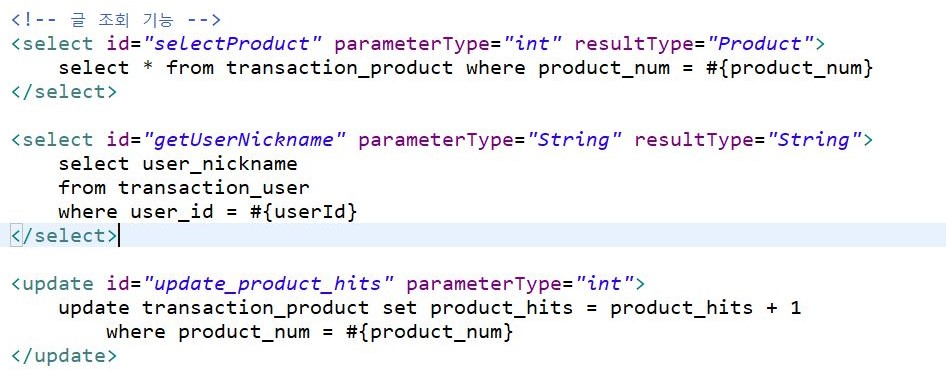 <!-- 글 조회 기능 -->
<select id="selectProduct" parameterType="int" resultType="Product">
    select * from transaction_product where product_num = #{product_num}
</select>

<select id="getUserNickname" parameterType="String" resultType="String">
    select user_nickname
    from transaction_user
    where user_id = #{userId}
</select>

<update id="update_product_hits" parameterType="int">
    update transaction_product set product_hits = product_hits + 1
        where product_num = #{product_num}
</update>